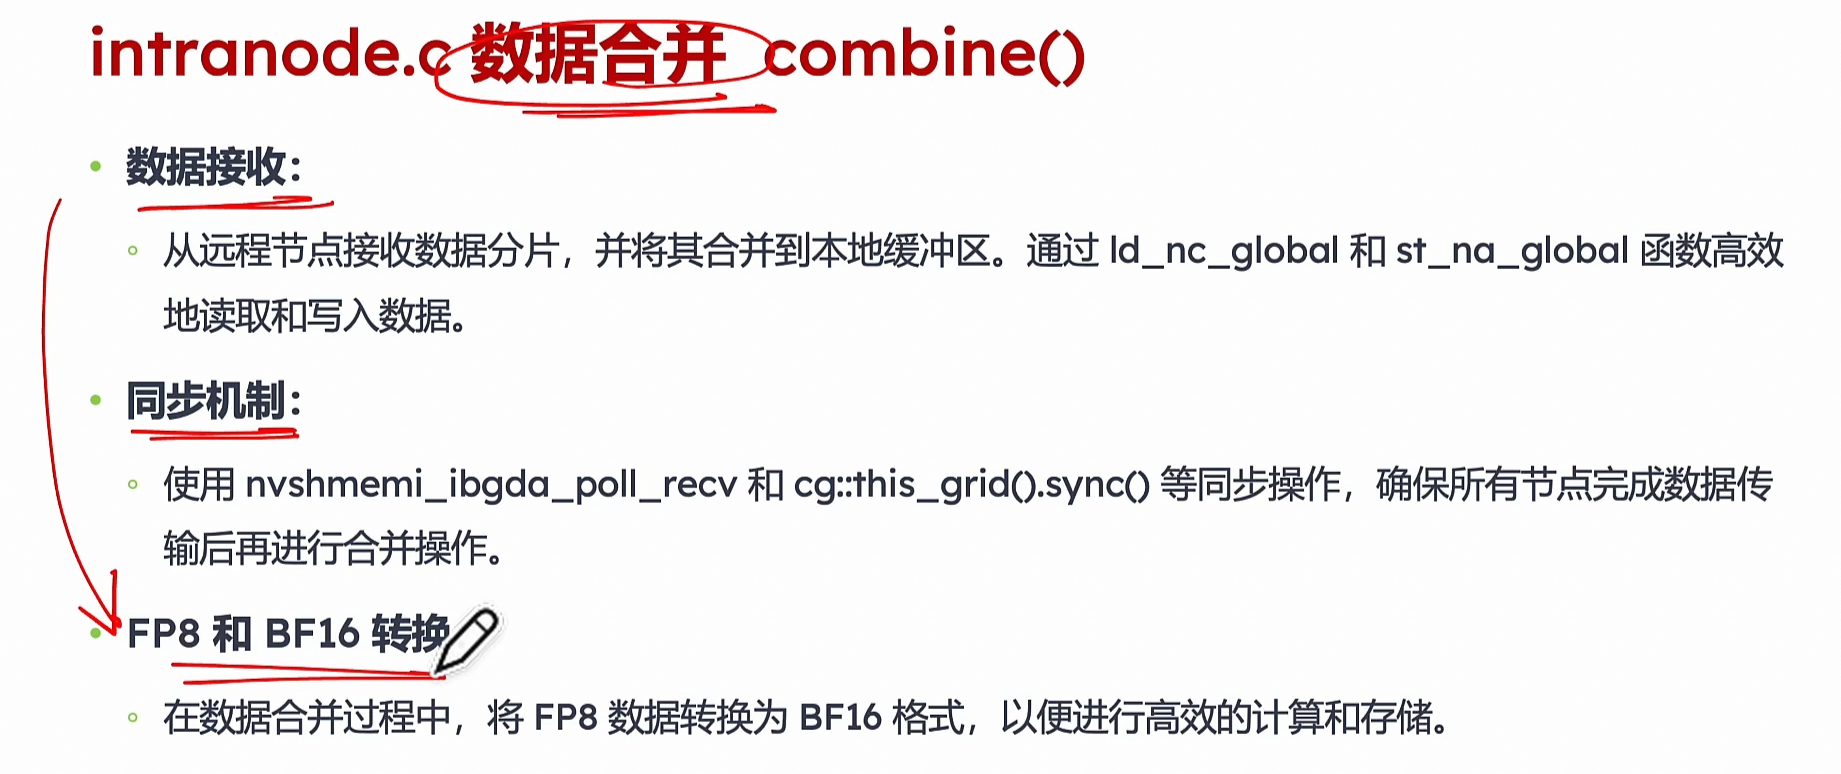 intranode.c 数据合并 combine()
• 数据接收：
◦ 从远程节点接收数据分片，并将其合并到本地缓冲区。通过 ld_nc_global 和 st_na_global 函数高效
地读取和写入数据。
• 同步机制：
◦ 使用 nvshmemi_ibgda_poll_recv 和 cg::this_grid().sync() 等同步操作，确保所有节点完成数据传
输后再进行合并操作。
• FP8 和 BF16 转换
◦ 在数据合并过程中，将 FP8 数据转换为 BF16 格式，以便进行高效的计算和存储。